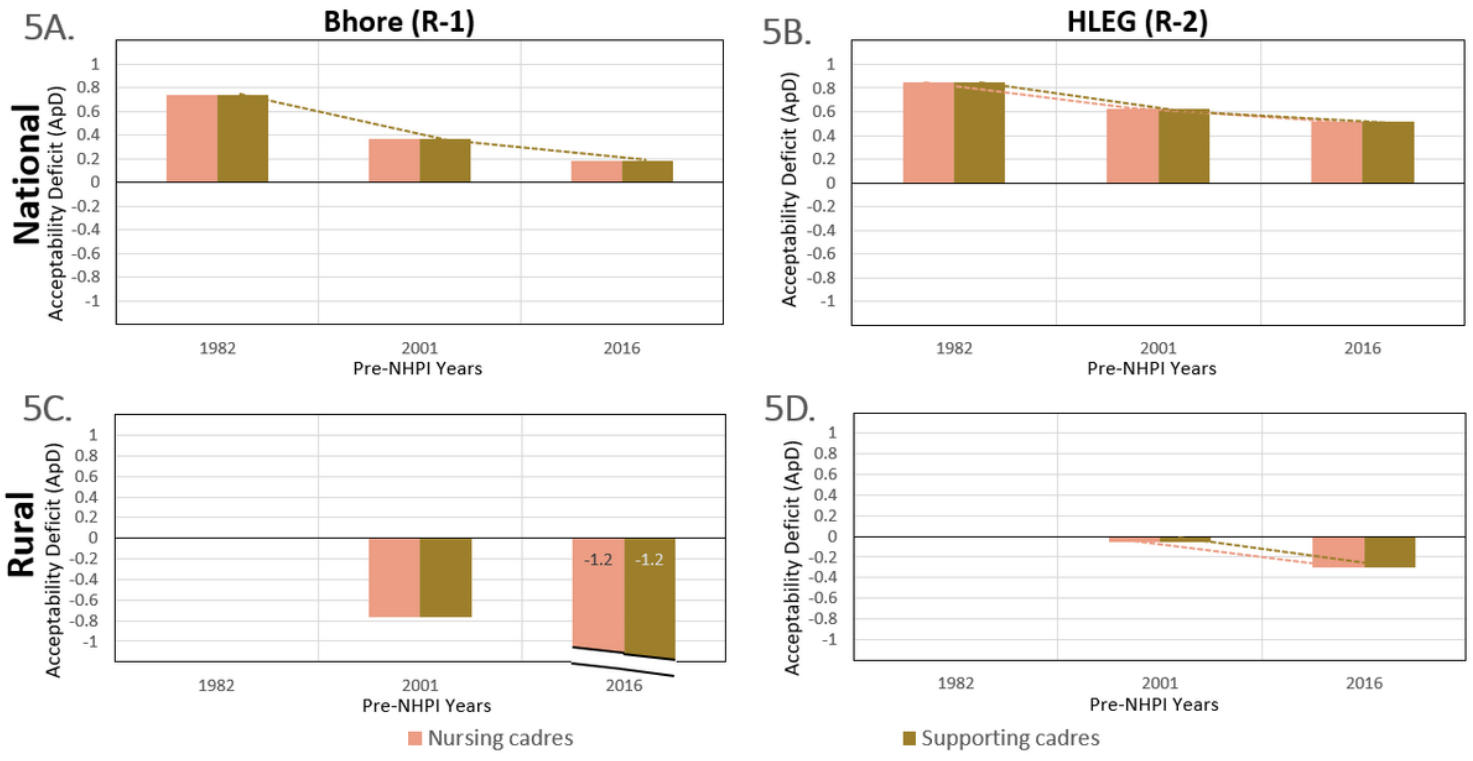 5A.
Bhore (R-1)
National
Acceptability Deficit (ApD)
1
0.8
0.6
0.4
0.2
0
-0.2
-0.4
-0.6
-0.8
-1
1982 2001 2016
Pre-NHPI Years
5B.
HLEG (R-2)
Acceptability Deficit (ApD)
1
0.8
0.6
0.4
0.2
0
-0.2
-0.4
-0.6
-0.8
-1
1982 2001 2016
Pre-NHPI Years
5C.
Rural
Acceptability Deficit (ApD)
1
0.8
0.6
0.4
0.2
0
-0.2
-0.4
-0.6
-0.8
-1
-1.2 -1.2
1982 2001 2016
Pre-NHPI Years
5D.
Acceptability Deficit (ApD)
1
0.8
0.6
0.4
0.2
0
-0.2
-0.4
-0.6
-0.8
-1
1982 2001 2016
Pre-NHPI Years
Nursing cadres
Supporting cadres